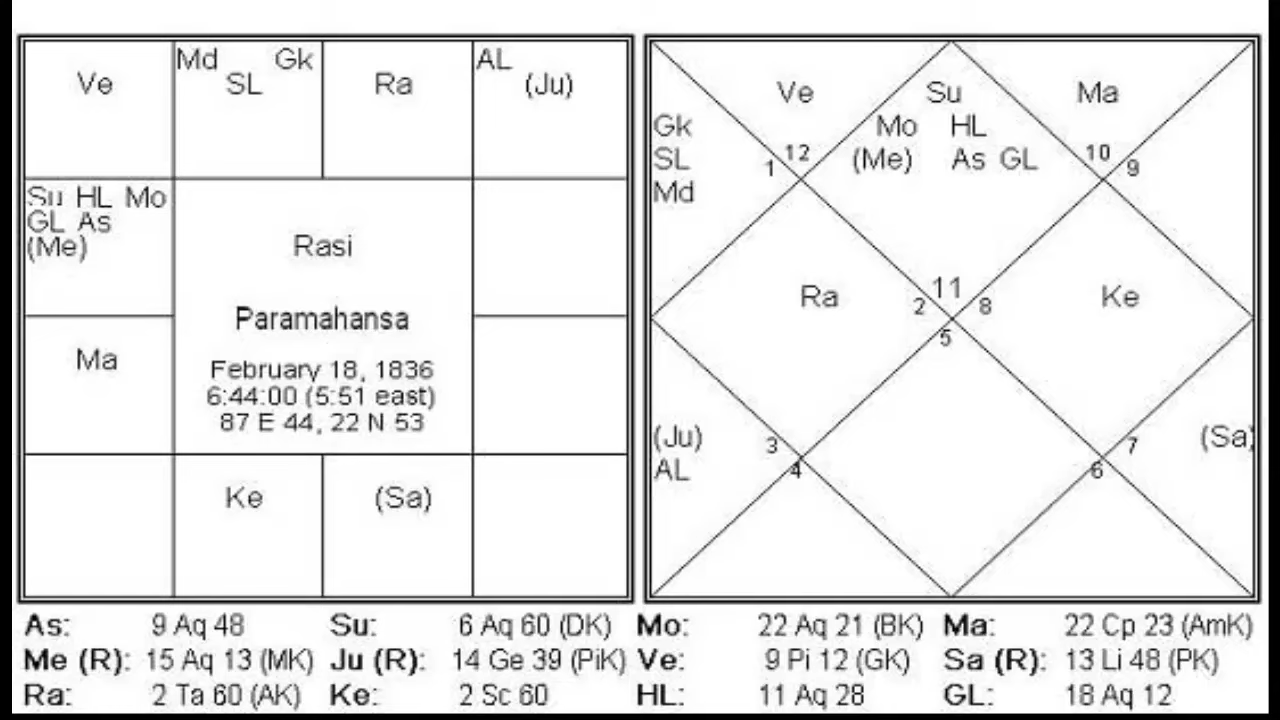 Ve
Md Gk
SL
Ra
AL
(Ju)
Su HL Mo
GL As
(Me)
Rasi
Paramahansa
February 18, 1836
6:44:00 (5:51 east)
87 E 44, 22 N 53
Ma
Ke
(Sa)
Ve
Su
Ma
Gk
Mo HL
SL
(Me) As GL
Md
1
12
10
9
Ra
2
11
8
Ke
5
(Ju)
AL
3
4
7
6
(Sa)
As: 9 Aq 48 Su: 6 Aq 60 (DK) Mo: 22 Aq 21 (BK) Ma: 22 Cp 23 (AmK)
Me (R): 15 Aq 13 (MK) Ju (R): 14 Ge 39 (PiK) Ve: 9 Pi 12 (GK) Sa (R): 13 Li 48 (PK)
Ra: 2 Ta 60 (AK) Ke: 2 Sc 60 HL: 11 Aq 28 GL: 18 Aq 12